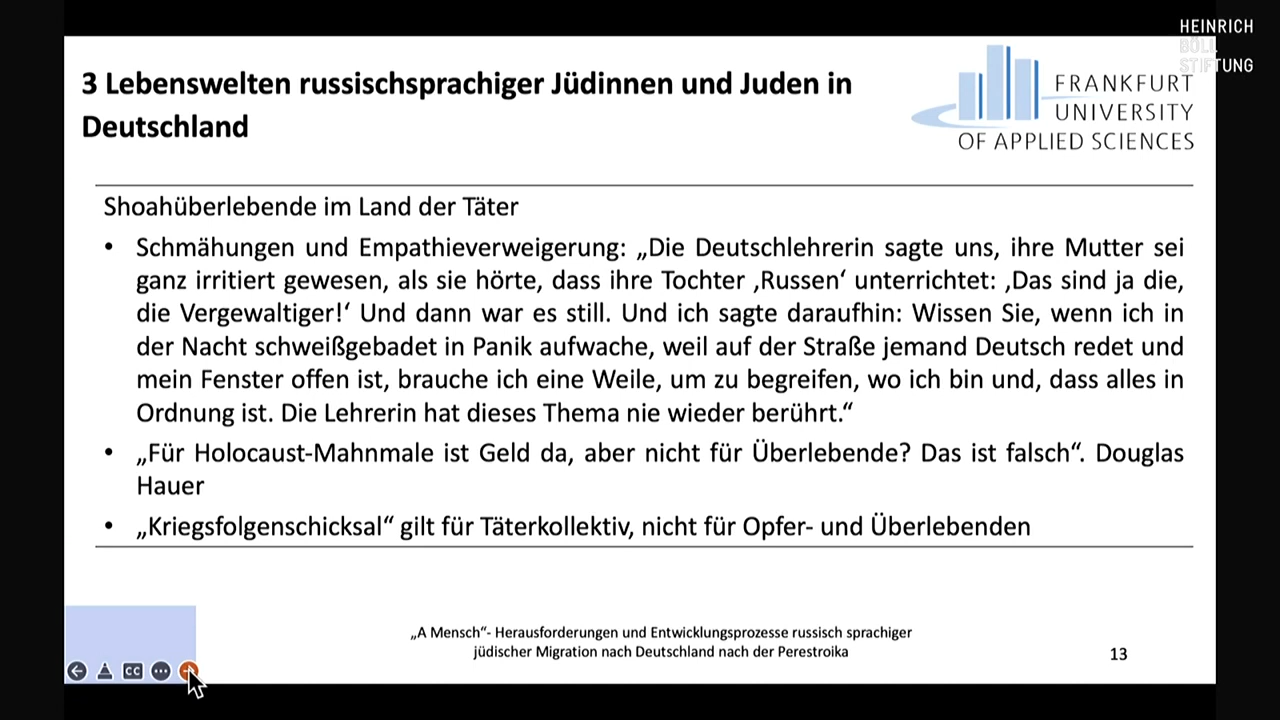 HEINRICH
BÖLL
STIFTUNG
3 Lebenswelten russischsprachiger Jüdinnen und Juden in
Deutschland
FRANKFURT
UNIVERSITY
OF APPLIED SCIENCES
Shoahüberlebende im Land der Täter
• Schmähungen und Empathieverweigerung: „Die Deutschlehrerin sagte uns, ihre Mutter sei
ganz irritiert gewesen, als sie hörte, dass ihre Tochter ‚Russen‘ unterrichtet: ‚Das sind ja die,
die Vergewaltiger!‘ Und dann war es still. Und ich sagte daraufhin: Wissen Sie, wenn ich in
der Nacht schweißgebadet in Panik aufwache, weil auf der Straße jemand Deutsch redet und
mein Fenster offen ist, brauche ich eine Weile, um zu begreifen, wo ich bin und, dass alles in
Ordnung ist. Die Lehrerin hat dieses Thema nie wieder berührt.“
• „Für Holocaust-Mahnmale ist Geld da, aber nicht für Überlebende? Das ist falsch“. Douglas
Hauer
• „Kriegsfolgenschicksal“ gilt für Täterkollektiv, nicht für Opfer- und Überlebenden
„A Mensch“- Herausforderungen und Entwicklungsprozesse russisch sprachiger
jüdischer Migration nach Deutschland nach der Perestroika
13
CC